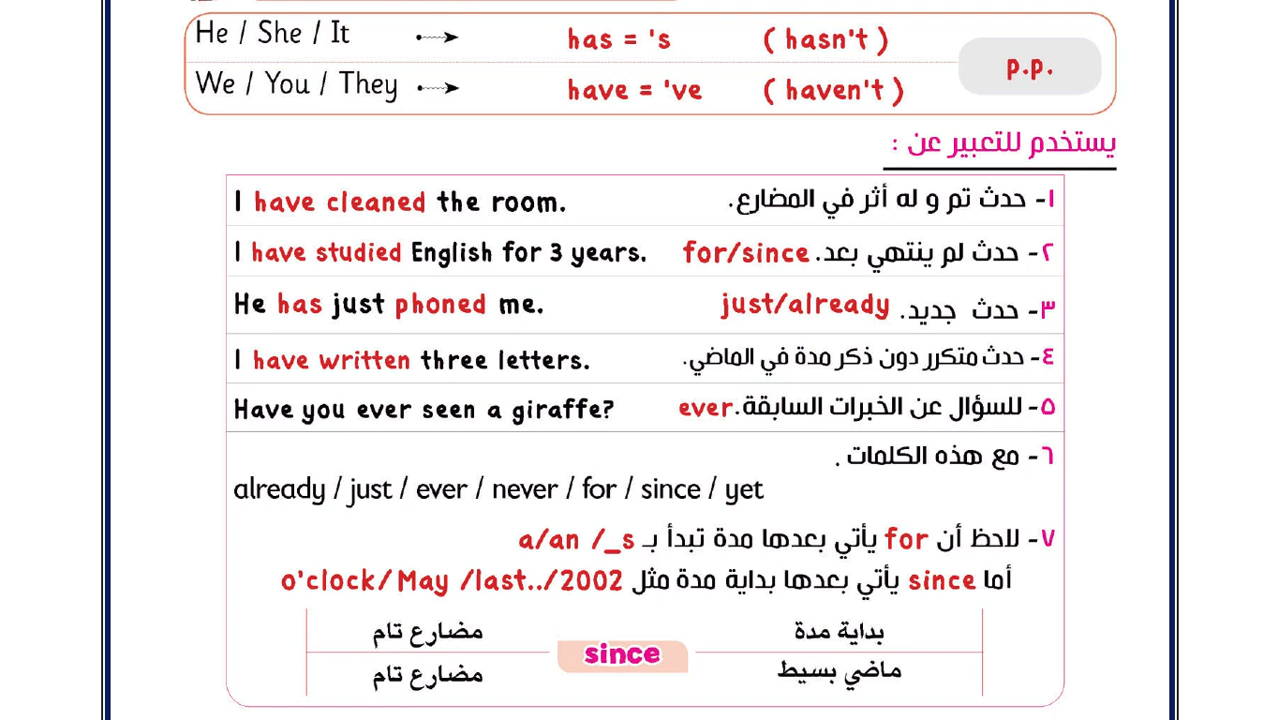 He / She / It has = 's ( hasn't )
p.p.
We / You / They have = 've ( haven't )
يستخدم للتعبير عن :
I have cleaned the room. ١- حدث تم و له أثر في المضارع.
I have studied English for 3 years. ٢- حدث لم ينتهي بعد. for/since
He has just phoned me. ٣- حدث جديد. just/already
I have written three letters. ٤- حدث متكرر دون ذكر مدة في الماضي.
Have you ever seen a giraffe? ٥- للسؤال عن الخبرات السابقة. ever
٦- مع هذه الكلمات .
already / just / ever / never / for / since / yet
٧- للاحظ أن for يأتي بعدها مدة تبدأ بـ a/an /_s
أما since يأتي بعدها بداية مدة مثل o'clock/ May /last../2002
بداية مدة مضارع تام
since
ماضي بسيط مضارع تام